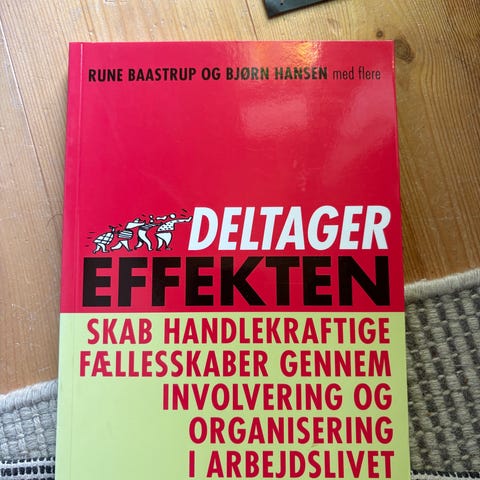 RUNE BAASTRUP OG BJØRN HANSEN med flere
DELTAGER
EFFEKTEN
SKAB HANDLEKRAFTIGE
FÆLLESSKABER GENNEM
INVOLVERING OG
ORGANISERING
I ARBEJDSLIVET